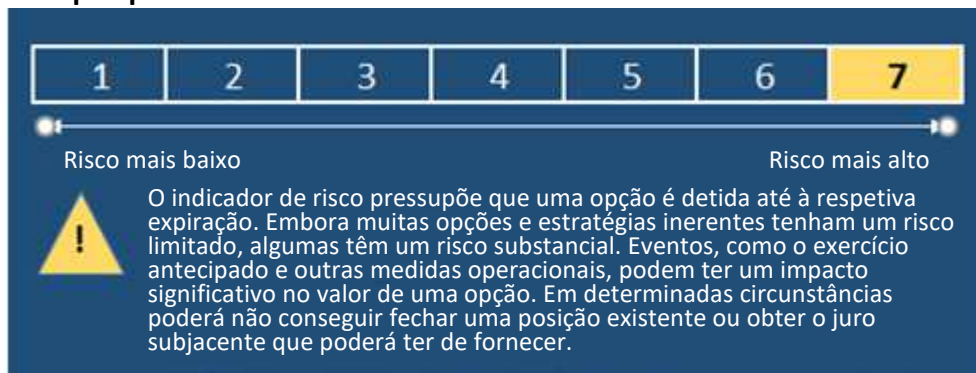 1 2 3 4 5 6 7
Risco mais baixo Risco mais alto
O indicador de risco pressupõe que uma opção é detida até à respetiva
expiração. Embora muitas opções e estratégias inerentes tenham um risco
limitado, algumas têm um risco substancial. Eventos, como o exercício
antecipado e outras medidas operacionais, podem ter um impacto
significativo no valor de uma opção. Em determinadas circunstâncias
poderá não conseguir fechar uma posição existente ou obter o juro
subjacente que poderá ter de fornecer.